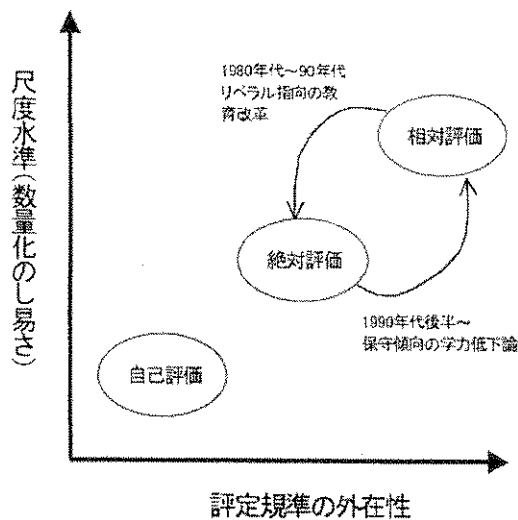 尺度水準(数量化のし易さ)
1980年代～90年代
リベラル指向の教
育改革
相対評価
絶対評価
1990年代後半～
保守傾向の学力低下論
自己評価
評定規準の外在性